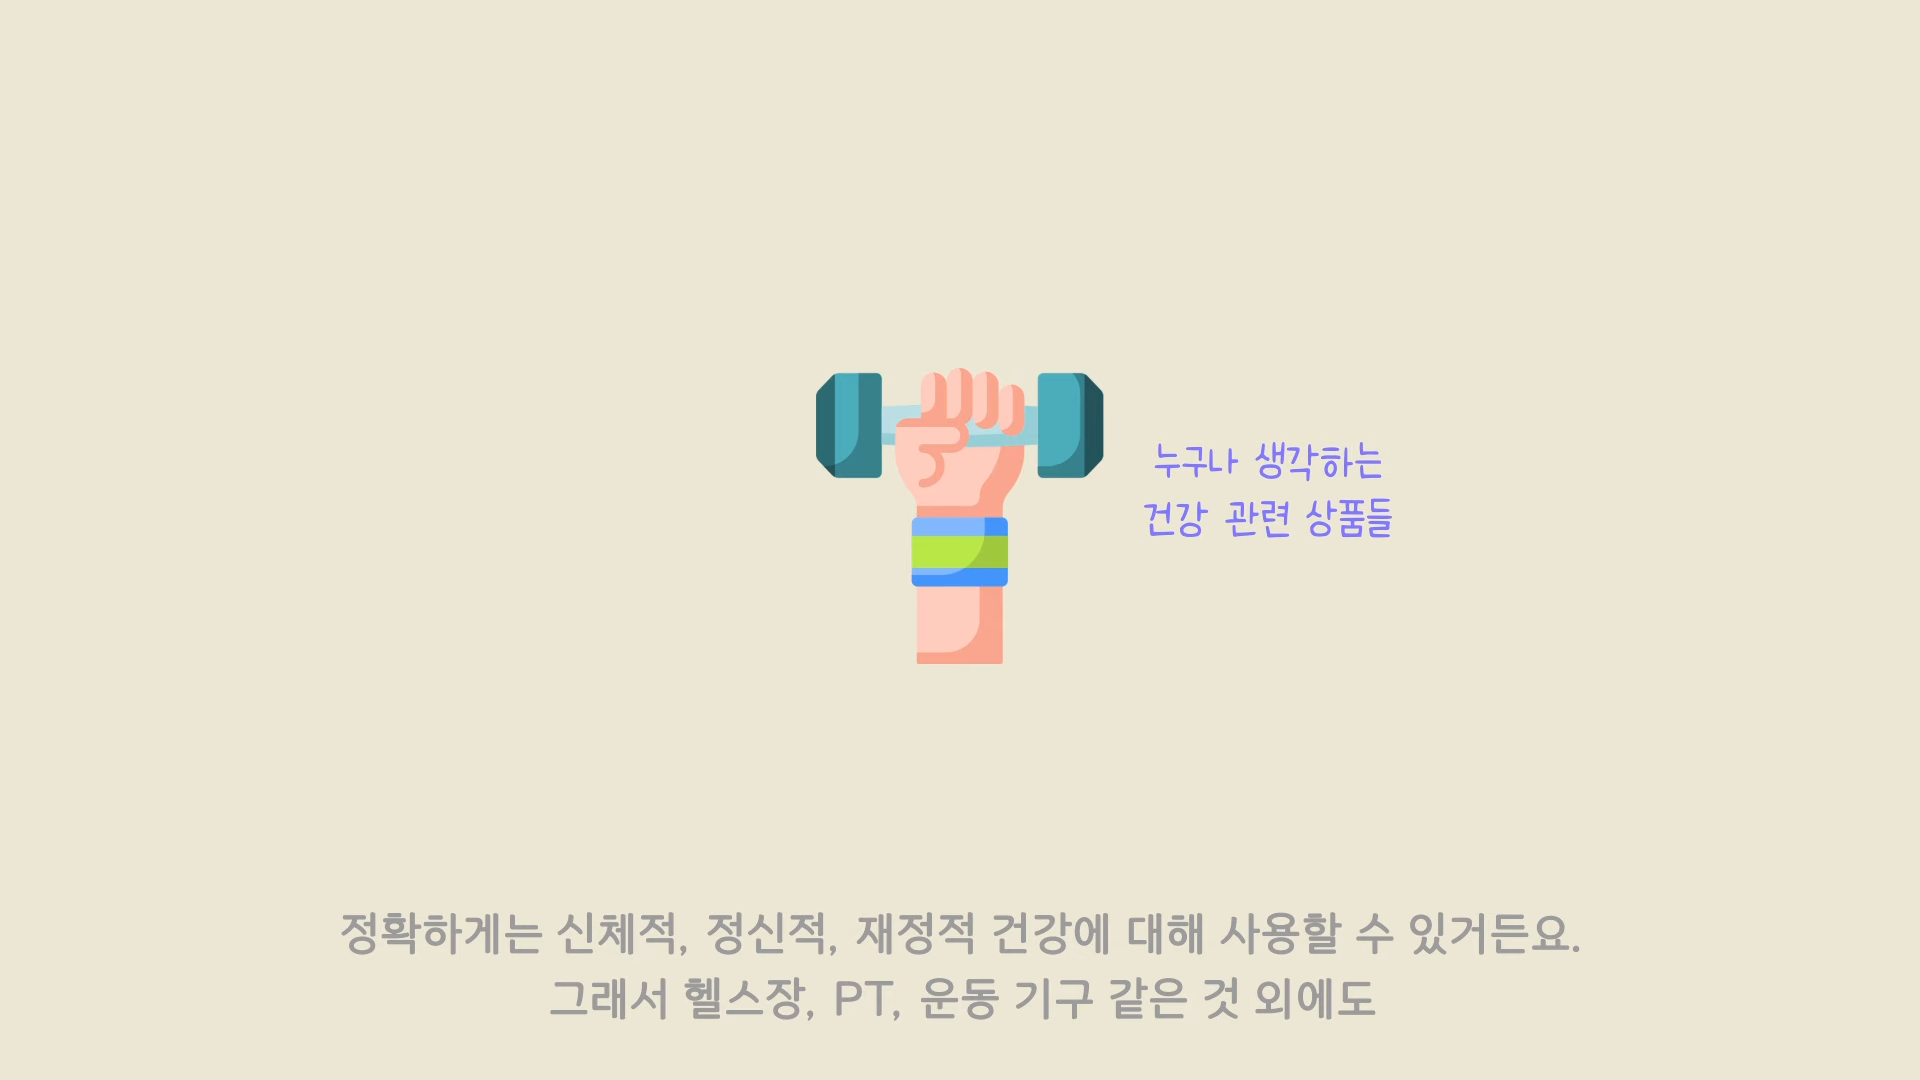 누구나 생각하는
건강 관련 상품들
정확하게는 신체적, 정신적, 재정적 건강에 대해 사용할 수 있거든요.
그래서 헬스장, PT, 운동 기구 같은 것 외에도